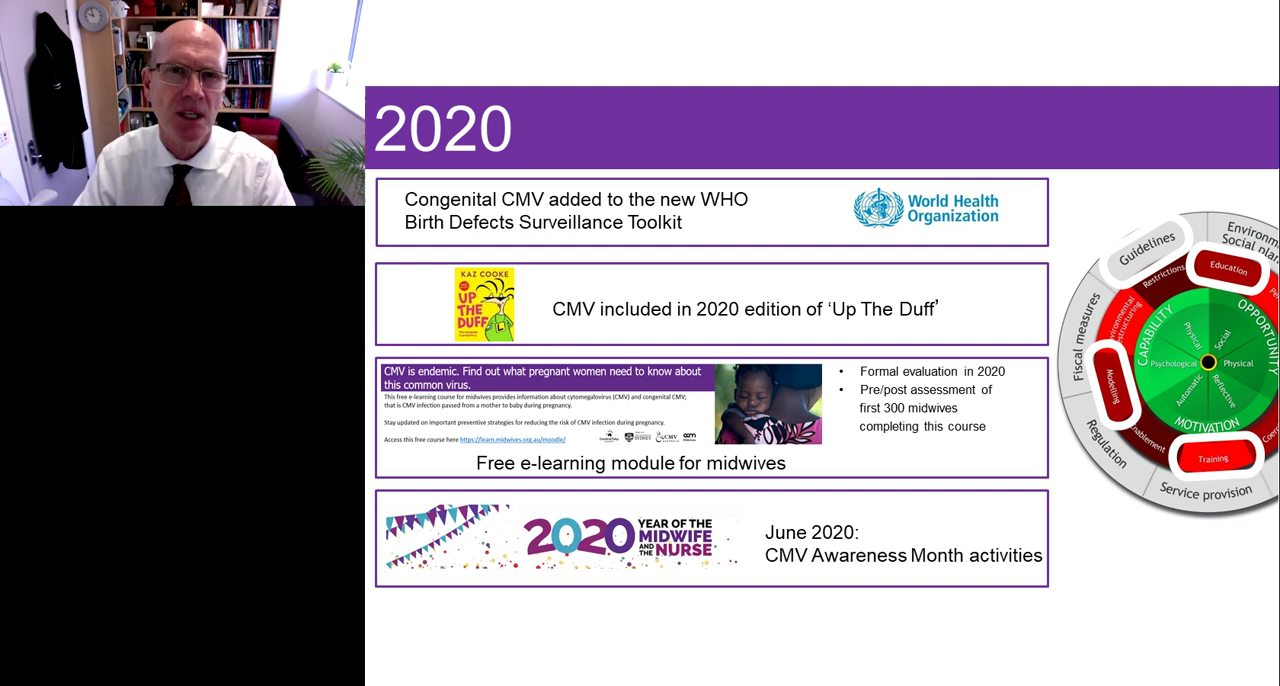 2020
Congenital CMV added to the new WHO
Birth Defects Surveillance Toolkit
World Health
Organization
KAZ COOKE
UP
THE
DUFF
CMV included in 2020 edition of ‘Up The Duff’
CMV is endemic. Find out what pregnant women need to know about
this common virus.
This free e-learning course for midwives provides information about cytomegalovirus (CMV) and congenital CMV;
that is CMV infection passed from a mother to baby during pregnancy.
Stay updated on important preventive strategies for reducing the risk of CMV infection during pregnancy.
Access this free course here https://learn.midwives.org.au/moodle/
SYDNEY
CMV
• Formal evaluation in 2020
• Pre/post assessment of
first 300 midwives
completing this course
Free e-learning module for midwives
2020 YEAR OF THE
MIDWIFE
AND THE NURSE
June 2020:
CMV Awareness Month activities
Guidelines
Social
Restrictions
Education
Fiscal measures
CAPABILITY
OPPORTUNITY
Physical
Social
Psychological
Physical
Automatic
Reflective
MOTIVATION
Modelling
Training
Regulation
Service provision